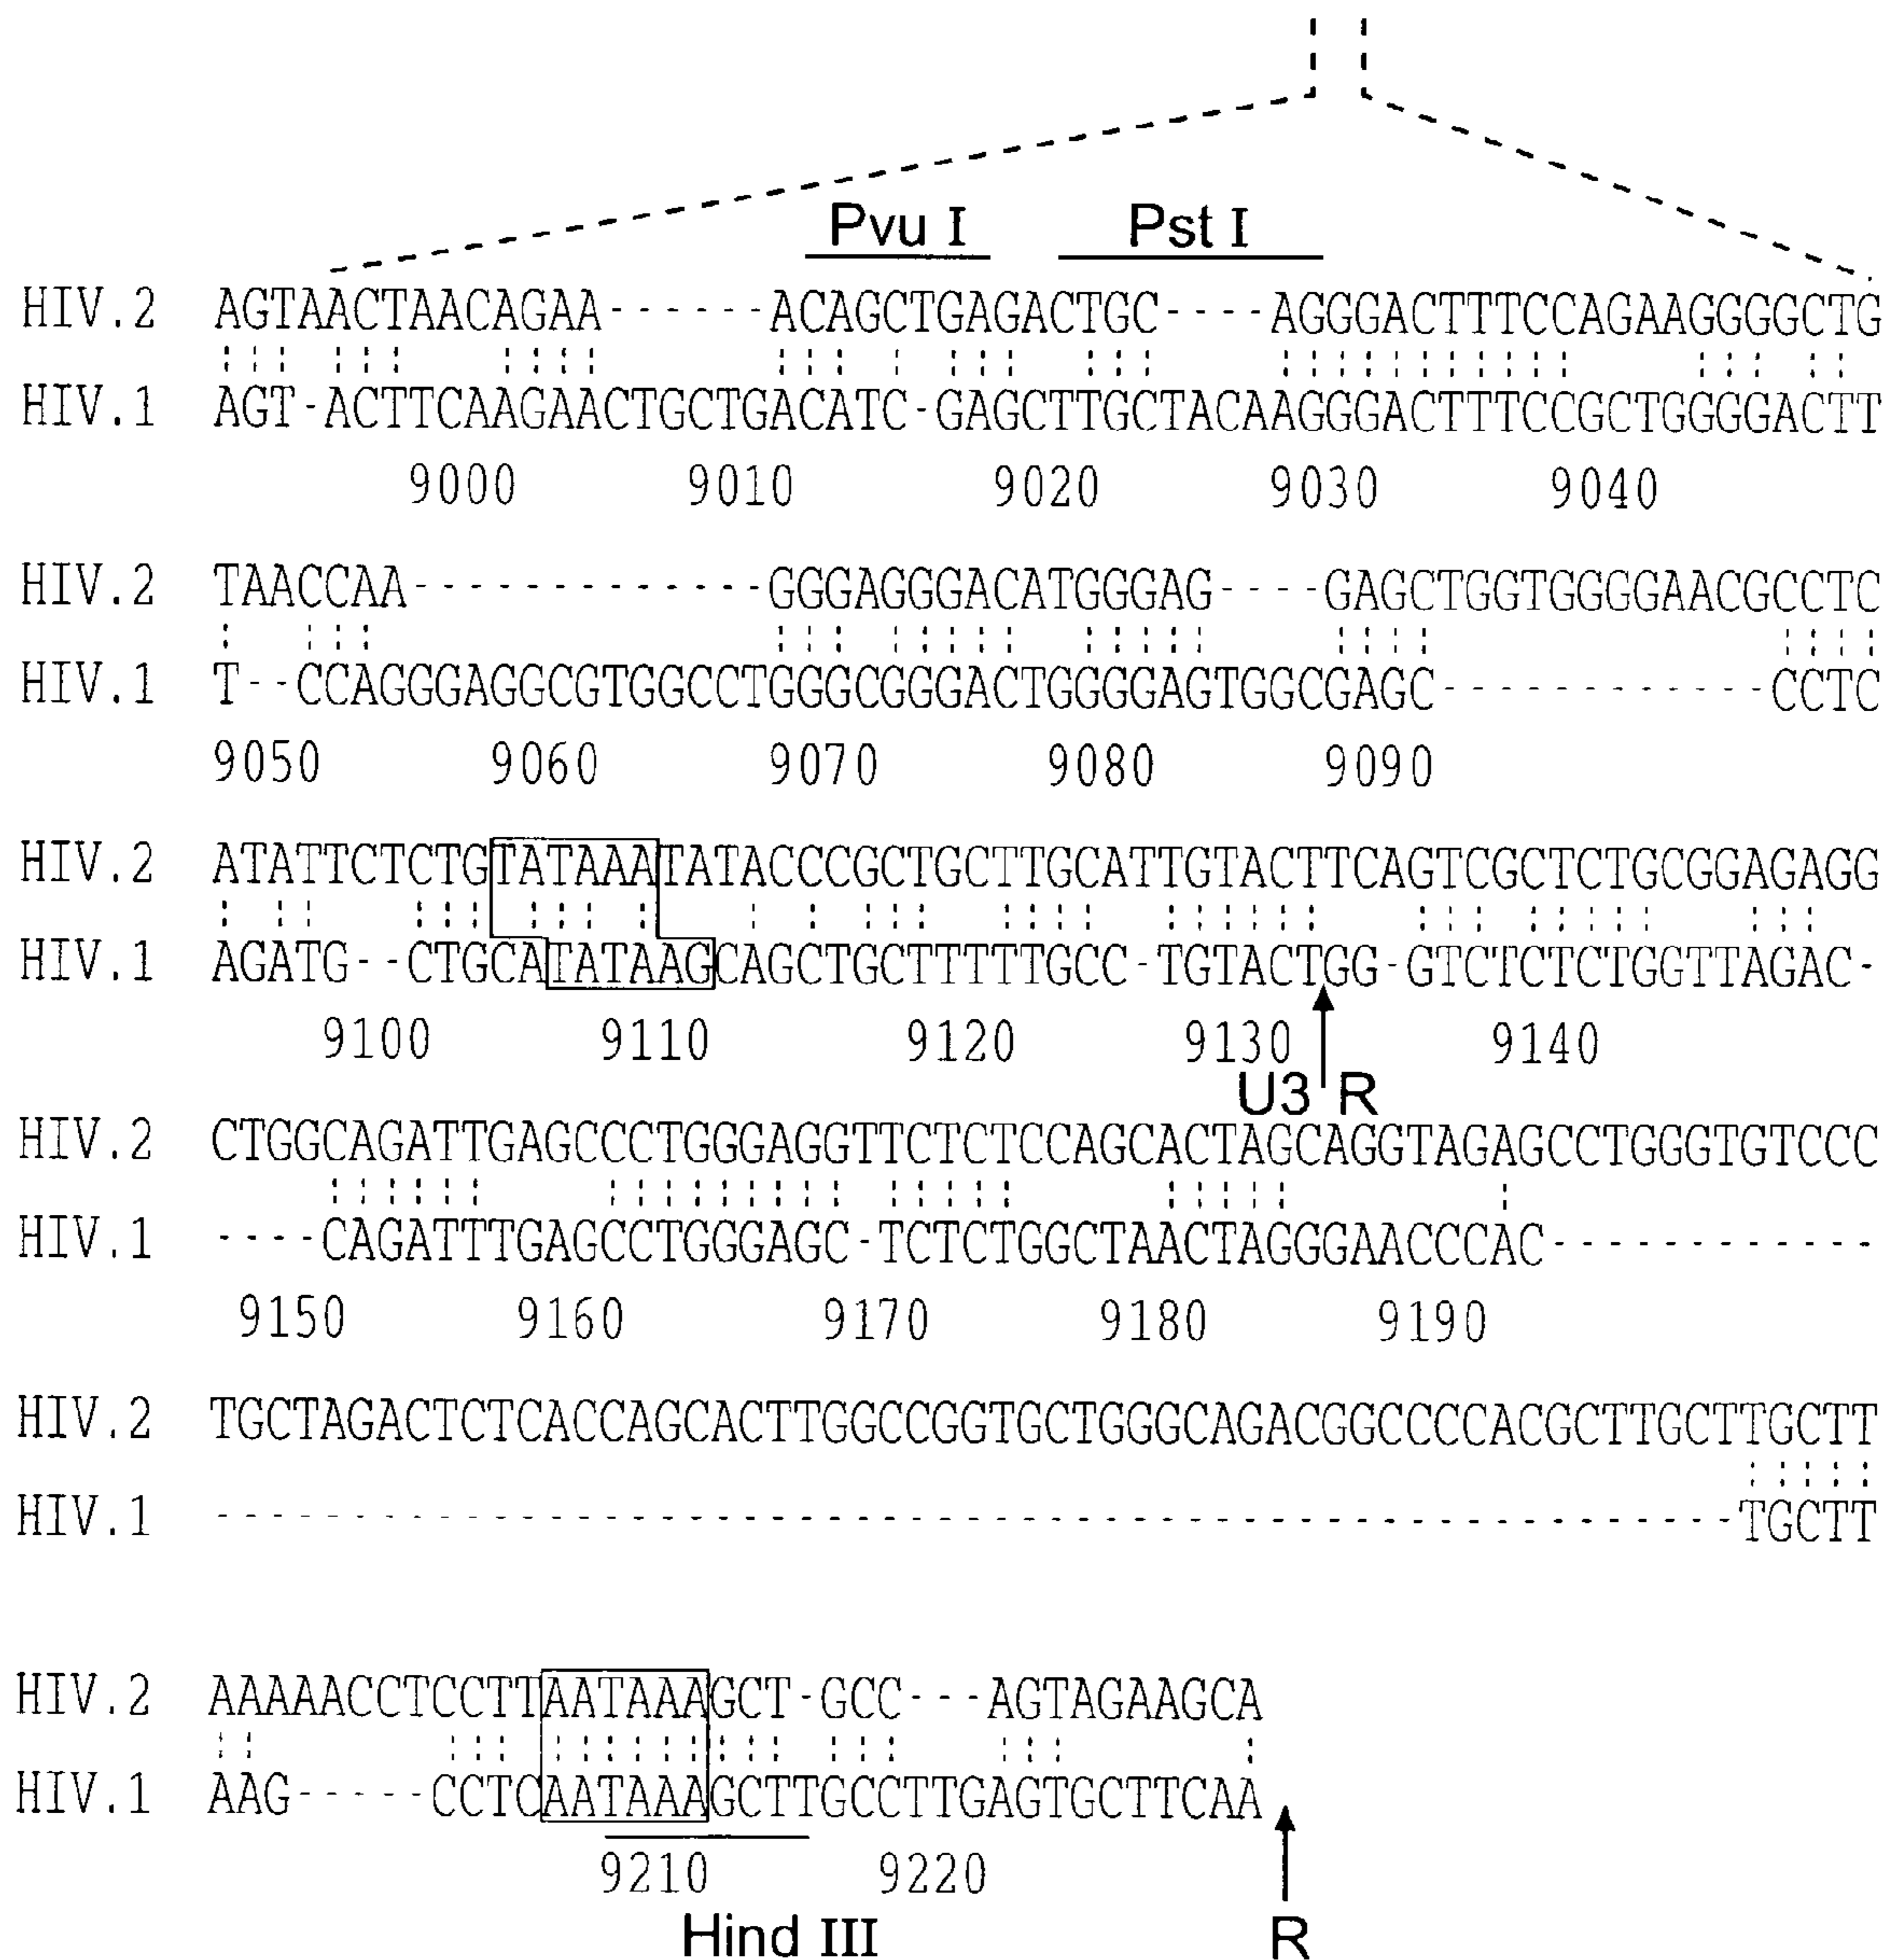 Pvu I Pst I
HIV.2 AGTAACTAACAGAA------ACAGCTGAGACTGC----AGGGACTTTCCAGAAGGGGCTG
HIV.1 AGT-ACTTCAAGAACTGCTGACATC-GAGCTTGCTACAAGGGACTTTCCGCTGGGGACTT
9000 9010 9020 9030 9040
HIV.2 TAACCAA-------------GGGAGGGACATGGGAG----GAGCTGGTGGGGAACGCCTC
HIV.1 T--CCAGGGAGGCGTGGCCTGGGCGGGACTGGGGAGTGGCGAGC------------CCTC
9050 9060 9070 9080 9090
HIV.2 ATATTCTCTGTATAAATATACCCGCTGCTTGCATTGTACTTCAGTCGCTCTGCGGAGAGG
HIV.1 AGATG--CTGCATATAAGCAGCTGCTTTTTGCC-TGTACTGG-GTCTCTCTGGTTAGAC-
9100 9110 9120 9130 9140
U3 R
HIV.2 CTGGCAGATTGAGCCCTGGGAGGTTCTCTCCAGCACTAGCAGGTAGAGCCTGGGTGTCCC
HIV.1 ----CAGATTTGAGCCTGGGAGC-TCTCTGGCTAACTAGGGAACCCAC------------
9150 9160 9170 9180 9190
HIV.2 TGCTAGACTCTCACCAGCACTTGGCCGGTGCTGGGCAGACGGCCCCACGCTTGCTTGCTT
HIV.1 -------------------------------------------------------TGCTT
HIV.2 AAAAACCTCCTTAATAAAGCT-GCC---AGTAGAAGCA
HIV.1 AAG-----CCTCAATAAAGCTTGCCTTGAGTGCTTCAA
9210 9220
Hind III R